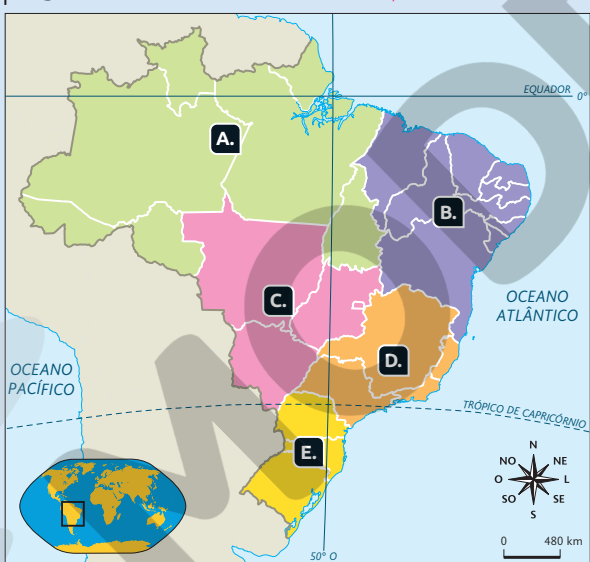 EQUADOR
0°
A.
B.
C.
OCEANO
ATLÂNTICO
D.
OCEANO
PACÍFICO
TRÓPICO DE CAPRICÓRNIO
E.
N
NO
NE
O
L
SO
SE
S
0
480 km
50° O